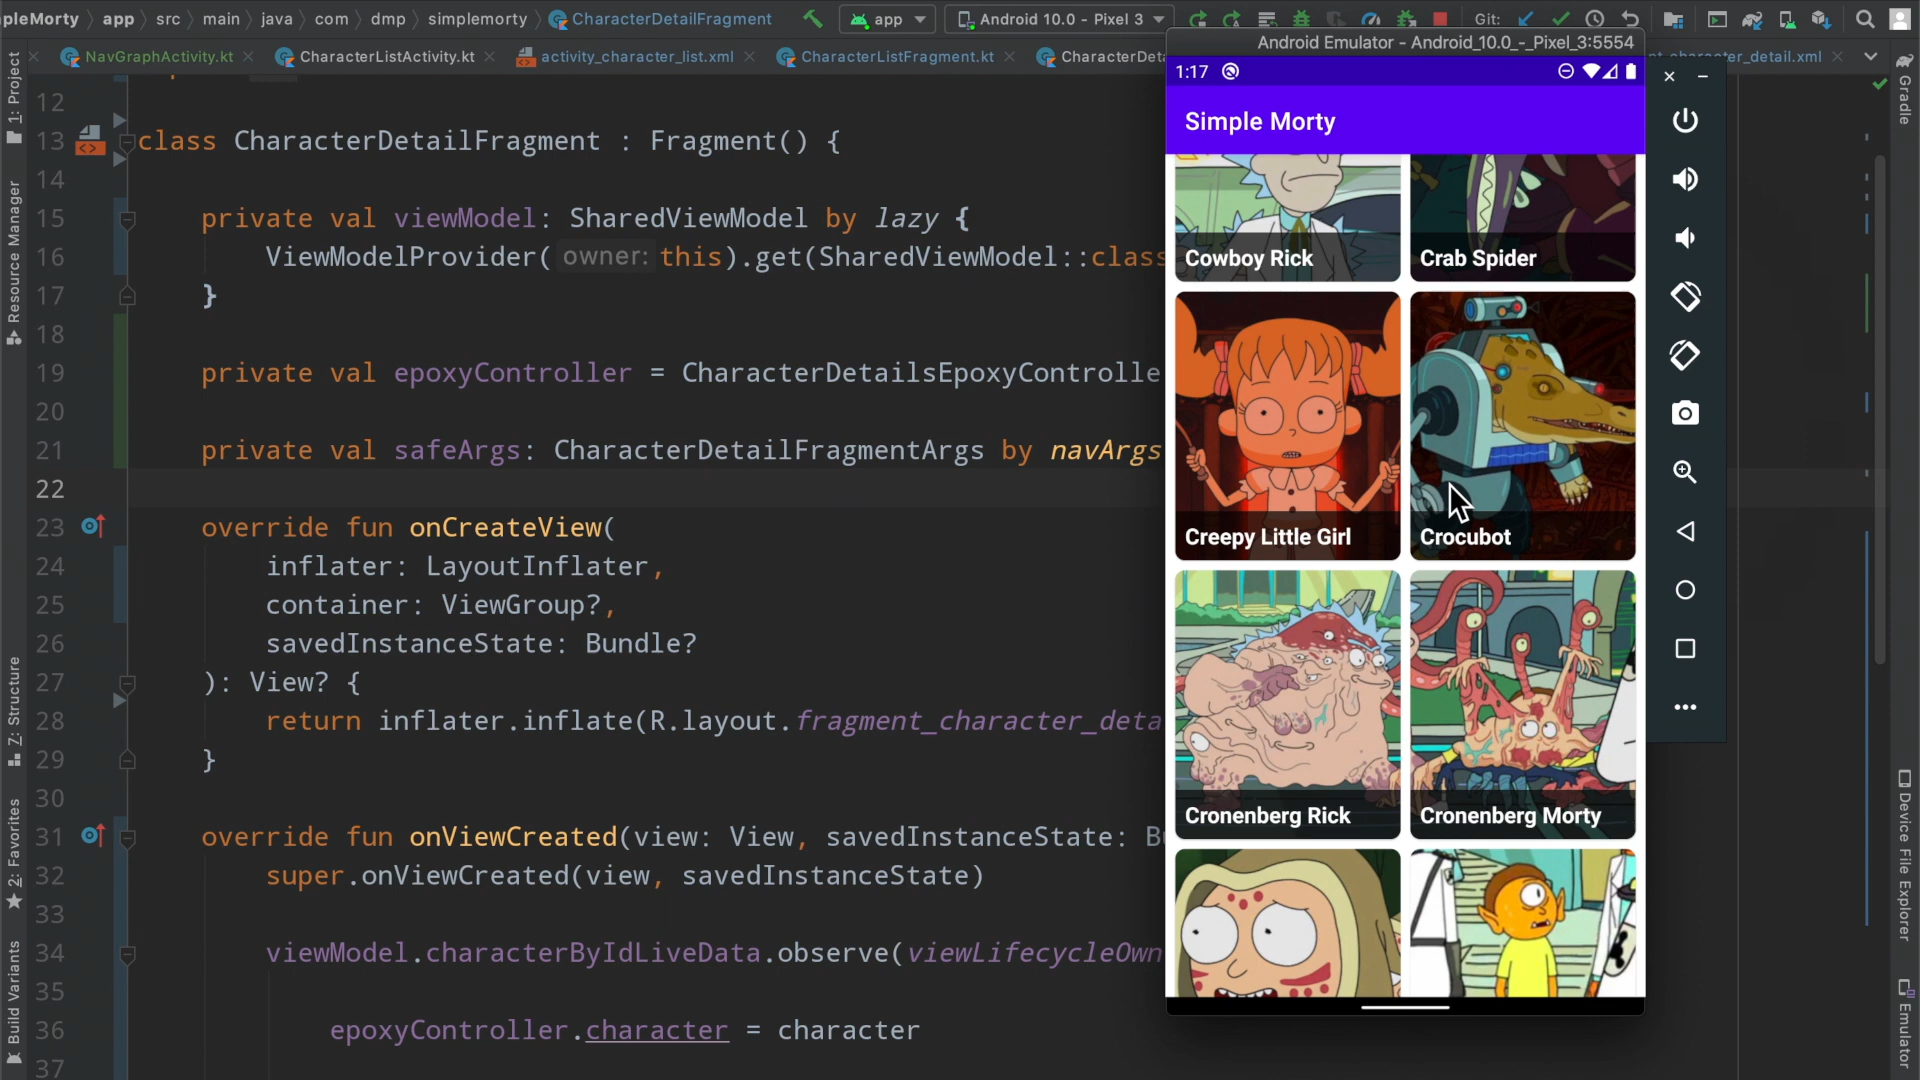 pleMorty
app
src
main
java
com
dmp
simplemorty
CharacterDetailFragment
app
Android 10.0 - Pixel 3
Git:
NavGraphActivity.kt
CharacterListActivity.kt
activity_character_list.xml
CharacterListFragment.kt
CharacterDeta
character_detail.xml
1: Project
Resource Manager
Z: Structure
2: Favorites
Build Variants
Gradle
Device File Explorer
Emulator
12
13 class CharacterDetailFragment : Fragment() {
14
15 private val viewModel: SharedViewModel by lazy {
16 ViewModelProvider( owner: this).get(SharedViewModel::class
17 }
18
19 private val epoxyController = CharacterDetailsEpoxyControlle
20
21 private val safeArgs: CharacterDetailFragmentArgs by navArgs
22
23 override fun onCreateView(
24 inflater: LayoutInflater,
25 container: ViewGroup?,
26 savedInstanceState: Bundle?
27 ): View? {
28 return inflater.inflate(R.layout.fragment_character_deta
29 }
30
31 override fun onViewCreated(view: View, savedInstanceState: B
32 super.onViewCreated(view, savedInstanceState)
33
34 viewModel.characterByIdLiveData.observe(viewLifecycleOwn
35
36 epoxyController.character = character
37
Android Emulator - Android_10.0_-_Pixel_3:5554
1:17
Simple Morty
Cowboy Rick
Crab Spider
Creepy Little Girl
Crocubot
Cronenberg Rick
Cronenberg Morty